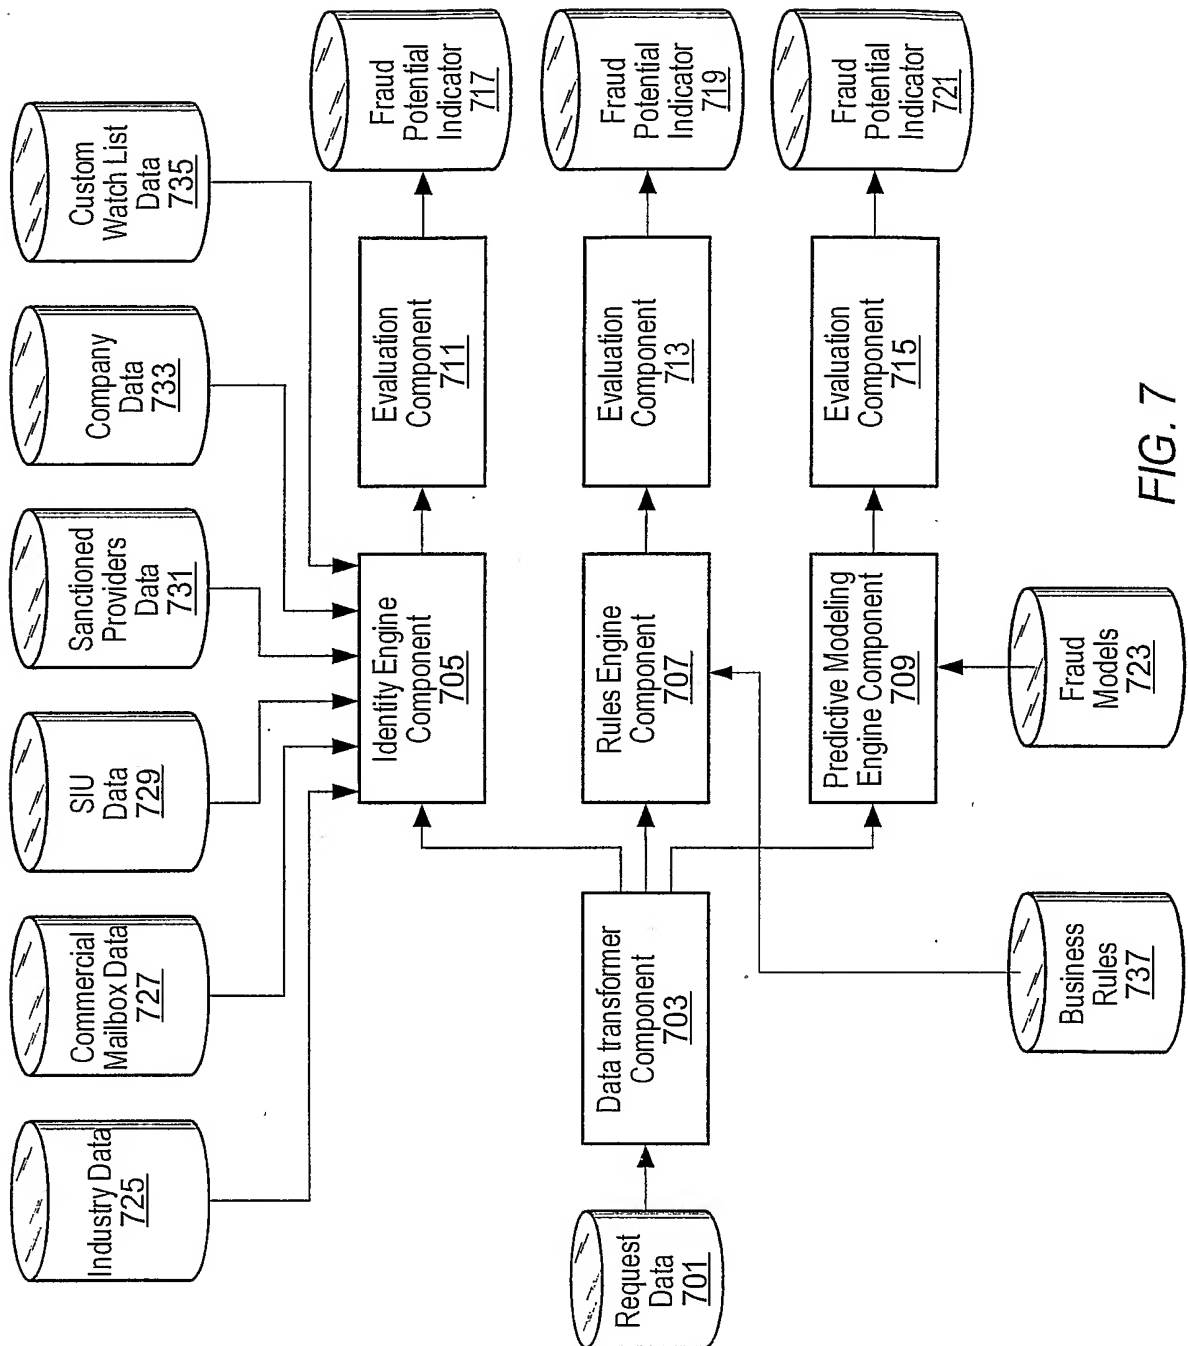 Industry Data
725
Commercial
Mailbox Data
727
SIU
Data
729
Sanctioned
Providers
Data
731
Company
Data
733
Custom
Watch List
Data
735
Identity Engine
Component
705
Evaluation
Component
711
Fraud
Potential
Indicator
717
Request
Data
701
Data transformer
Component
703
Rules Engine
Component
707
Evaluation
Component
713
Fraud
Potential
Indicator
719
Predictive Modeling
Engine Component
709
Evaluation
Component
715
Fraud
Potential
Indicator
721
Business
Rules
737
Fraud
Models
723
FIG. 7